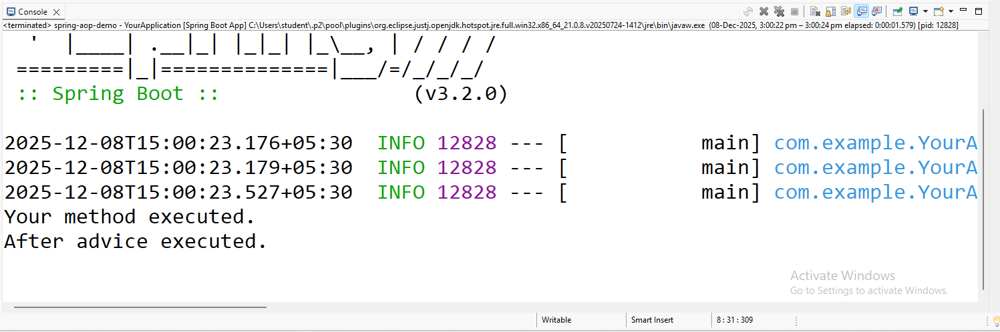 Console
<terminated> spring-aop-demo - YourApplication [Spring Boot App] C:\Users\student\.p2\pool\plugins\org.eclipse.justj.openjdk.hotspot.jre.full.win32.x86_64_21.0.8.v20250724-1412\jre\bin\javaw.exe (08-Dec-2025, 3:00:22 pm – 3:00:24 pm elapsed: 0:00:01.579) [pid: 12828]
  '  |____| .__|_| |_|_| |_\__, | / / / /
 =========|_|==============|___/=/_/_/_/
 :: Spring Boot ::                (v3.2.0)
2025-12-08T15:00:23.176+05:30  INFO 12828 --- [           main] com.example.YourA
2025-12-08T15:00:23.179+05:30  INFO 12828 --- [           main] com.example.YourA
2025-12-08T15:00:23.527+05:30  INFO 12828 --- [           main] com.example.YourA
Your method executed.
After advice executed.
Activate Windows
Go to Settings to activate Windows.
Writable Smart Insert 8 : 31 : 309